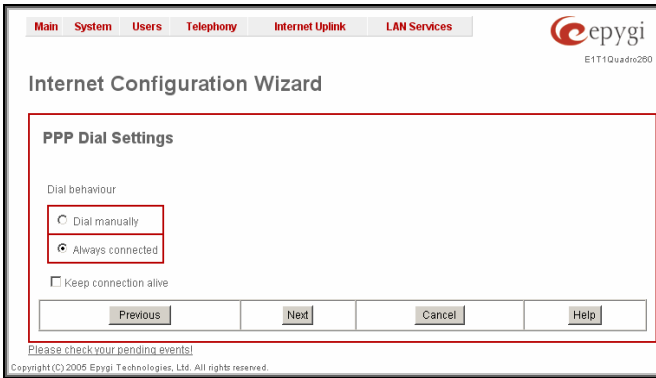 Main System Users Telephony Internet Uplink LAN Services
epygi
E1T1Quadro260
Internet Configuration Wizard
PPP Dial Settings
Dial behaviour
Dial manually
Always connected
Keep connection alive
Previous Next Cancel Help
Please check your pending events!
Copyright (C) 2005 Epygi Technologies, Ltd. All rights reserved.